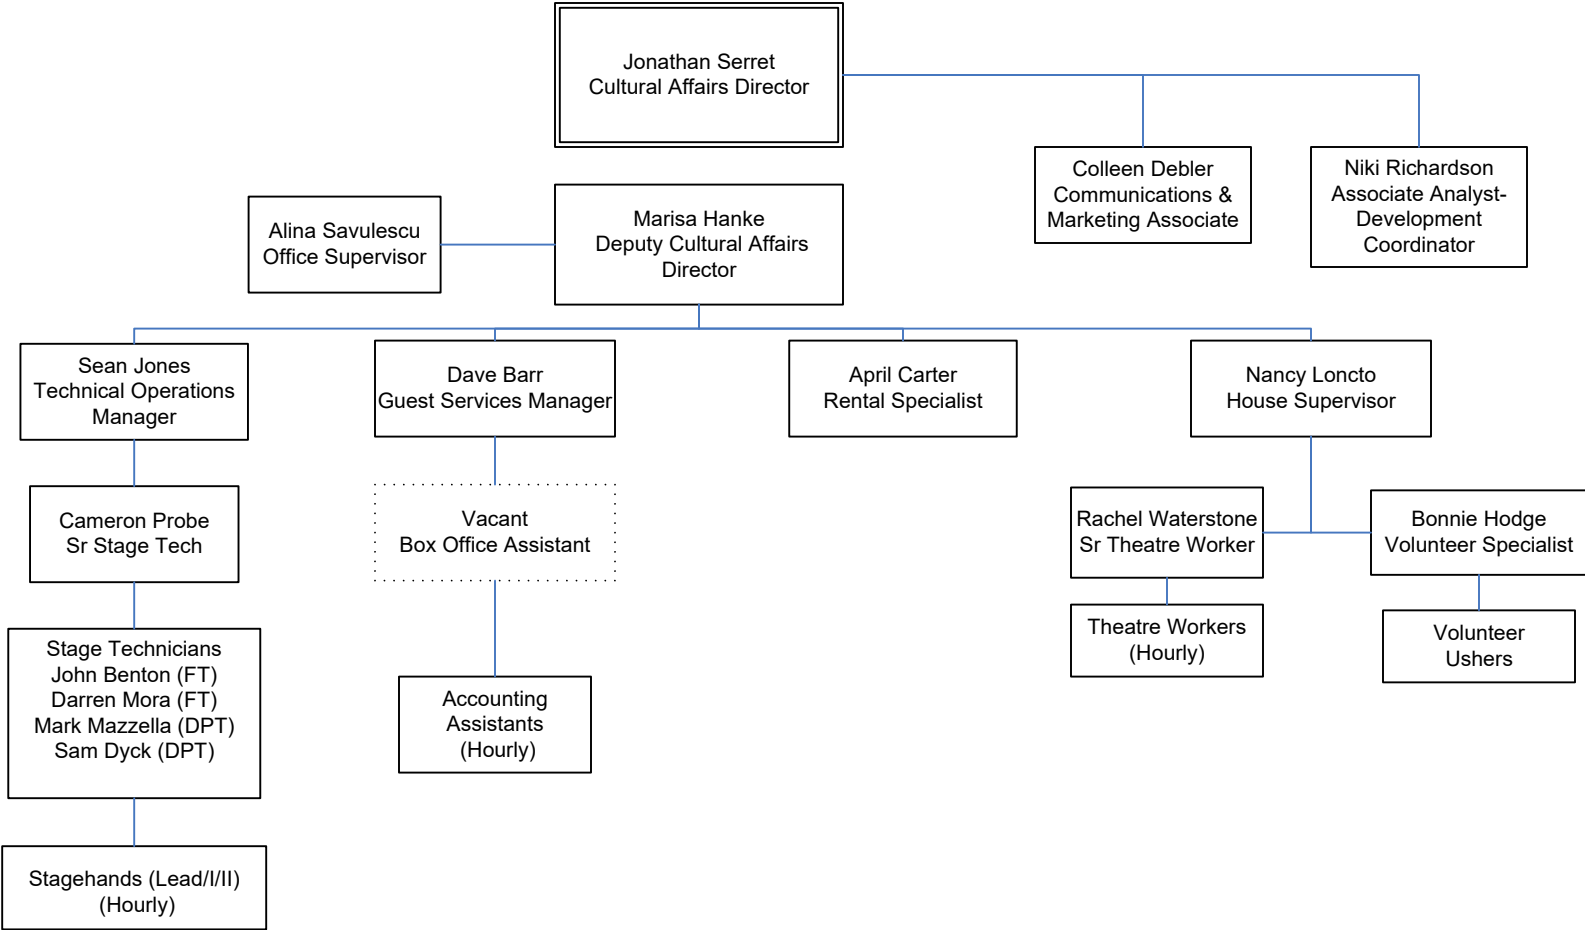 Jonathan Serret
Cultural Affairs Director
Colleen Debler
Communications &
Marketing Associate
Niki Richardson
Associate Analyst-
Development
Coordinator
Alina Savulescu
Office Supervisor
Marisa Hanke
Deputy Cultural Affairs
Director
Sean Jones
Technical Operations
Manager
Dave Barr
Guest Services Manager
April Carter
Rental Specialist
Nancy Loncto
House Supervisor
Cameron Probe
Sr Stage Tech
Vacant
Box Office Assistant
Rachel Waterstone
Sr Theatre Worker
Bonnie Hodge
Volunteer Specialist
Stage Technicians
John Benton (FT)
Darren Mora (FT)
Mark Mazzella (DPT)
Sam Dyck (DPT)
Accounting
Assistants
(Hourly)
Theatre Workers
(Hourly)
Volunteer
Ushers
Stagehands (Lead/I/II)
(Hourly)